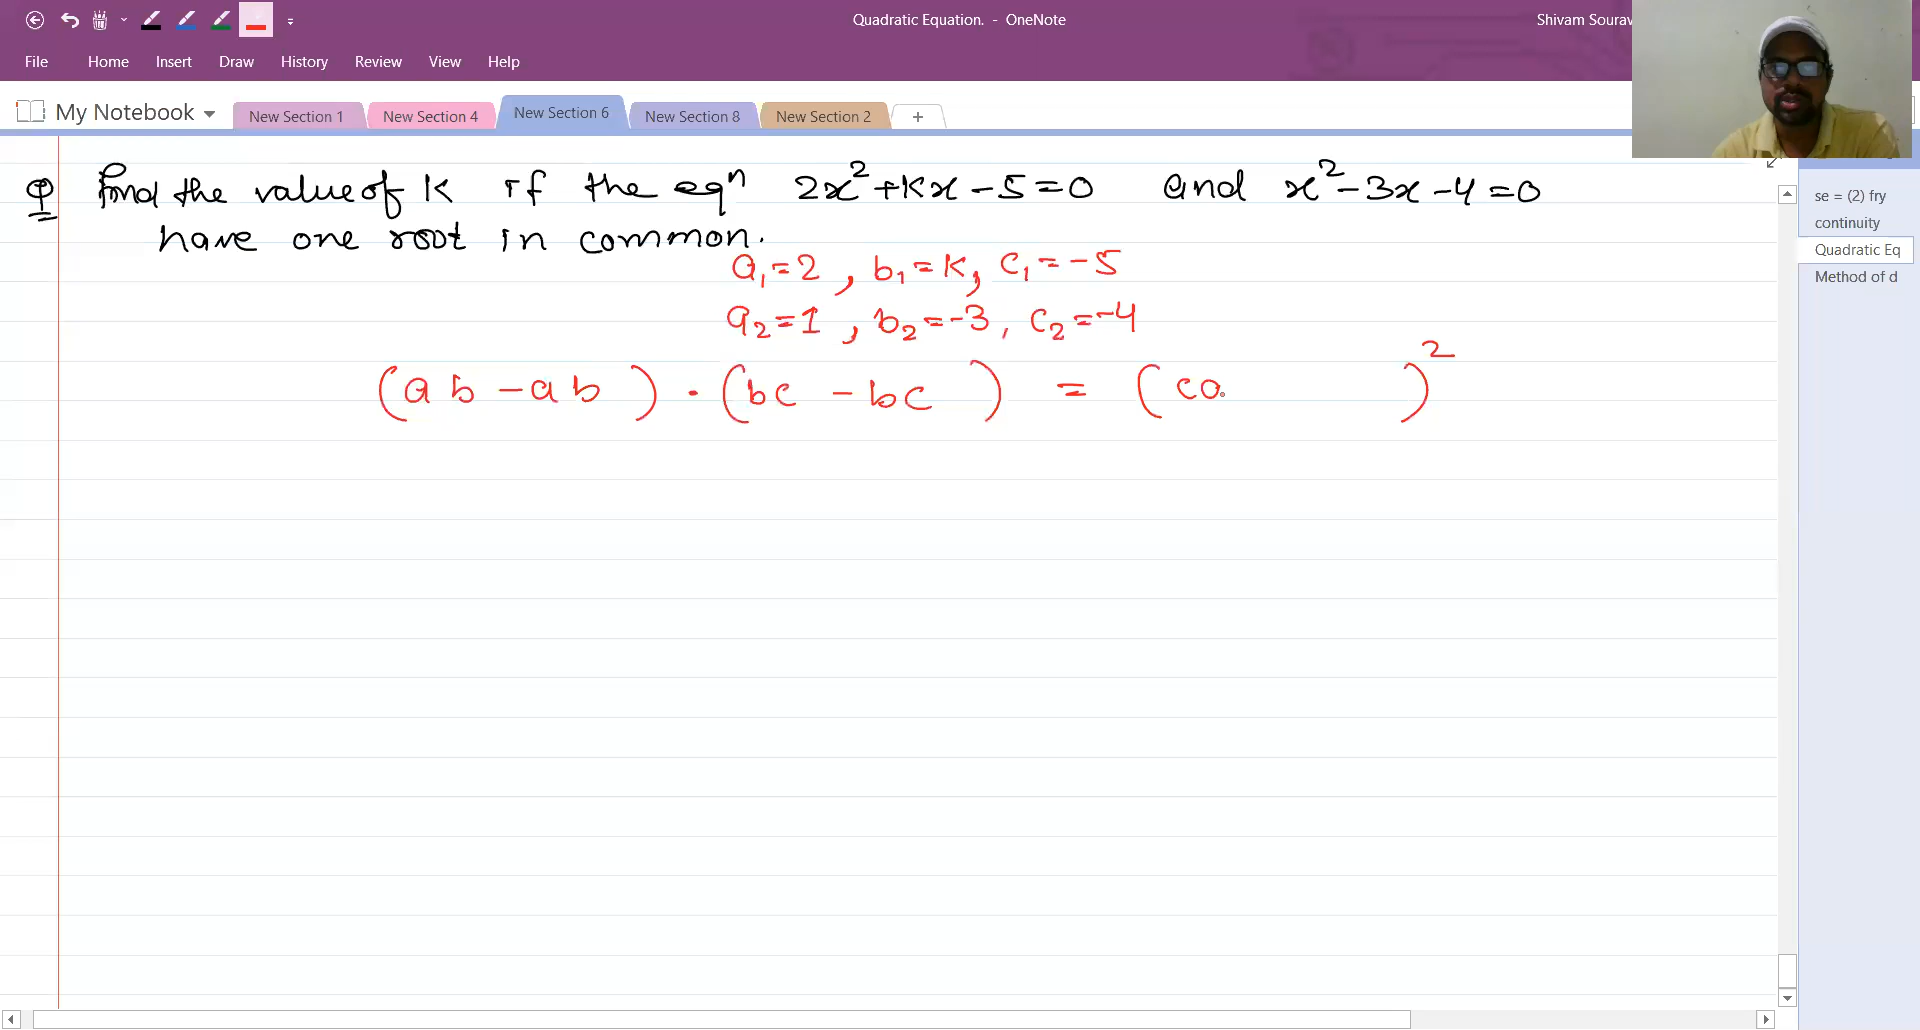 Quadratic Equation. - OneNote
Shivam Sourav
File Home Insert Draw History Review View Help
My Notebook New Section 1 New Section 4 New Section 6 New Section 8 New Section 2 +
se = (2) fry
continuity
Quadratic Eq
Method of d
Q Find the value of K if the eqⁿ 2x²+Kx-5=0 and x²-3x-4=0
have one root in common.
a₁=2, b₁=K, c₁=-5
a₂=1, b₂=-3, c₂=-4
(ab-ab)·(bc-bc) = (ca )²